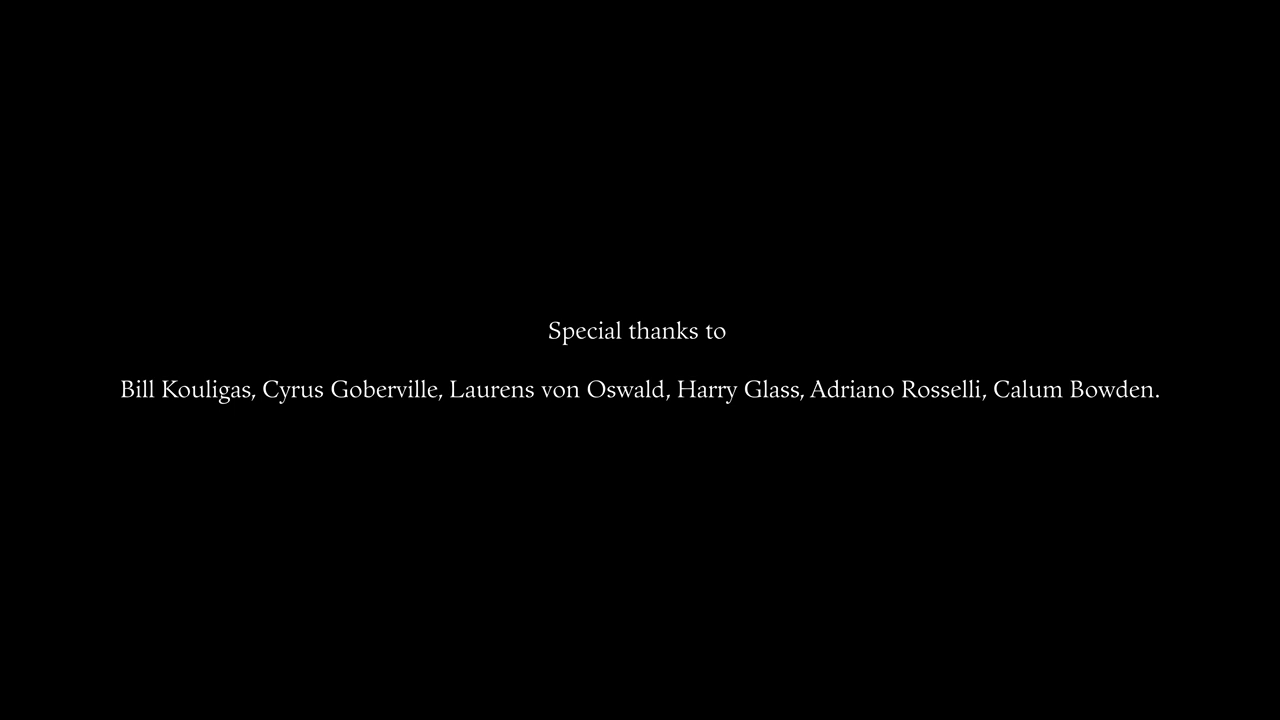 Special thanks to
Bill Kouligas, Cyrus Goberville, Laurens von Oswald, Harry Glass, Adriano Rosselli, Calum Bowden.